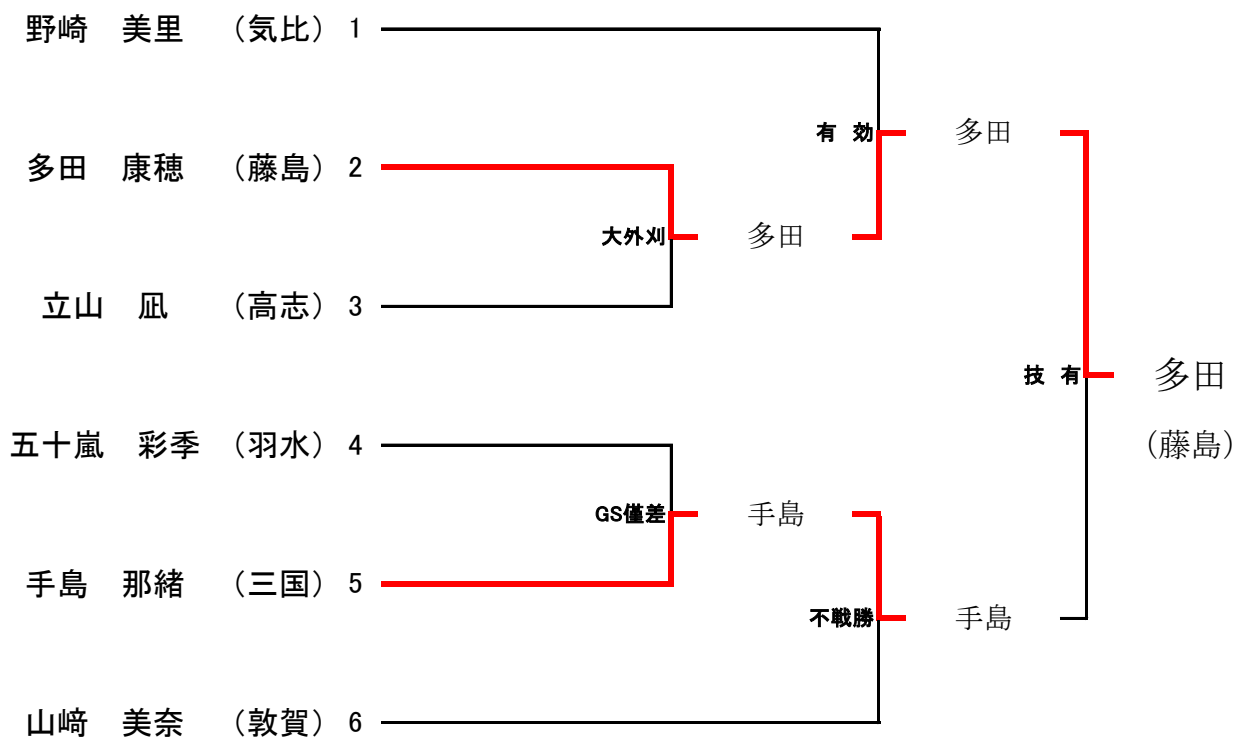 野崎　美里　（気比） 1
有 効　多田
多田　康穂　（藤島） 2
大外刈　多田
立山　凪　（高志） 3
技 有　多田
五十嵐　彩季　（羽水） 4
（藤島）
GS僅差　手島
手島　那緒　（三国） 5
不戦勝　手島
山﨑　美奈　（敦賀） 6